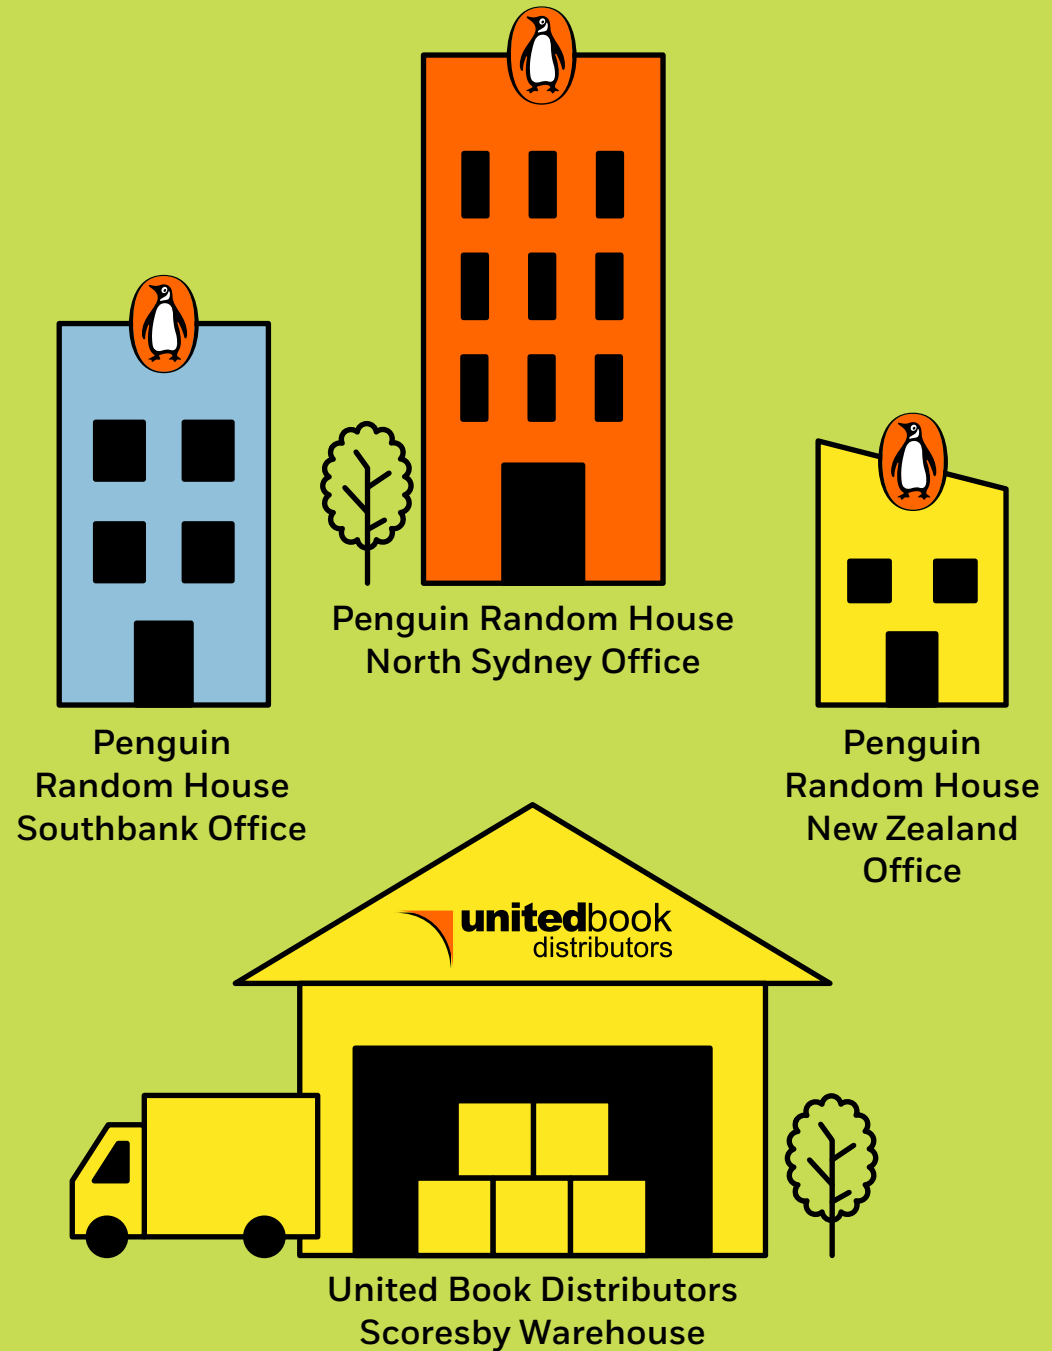 Penguin Random House
North Sydney Office
Penguin
Random House
Southbank Office
Penguin
Random House
New Zealand
Office
unitedbook
distributors
United Book Distributors
Scoresby Warehouse